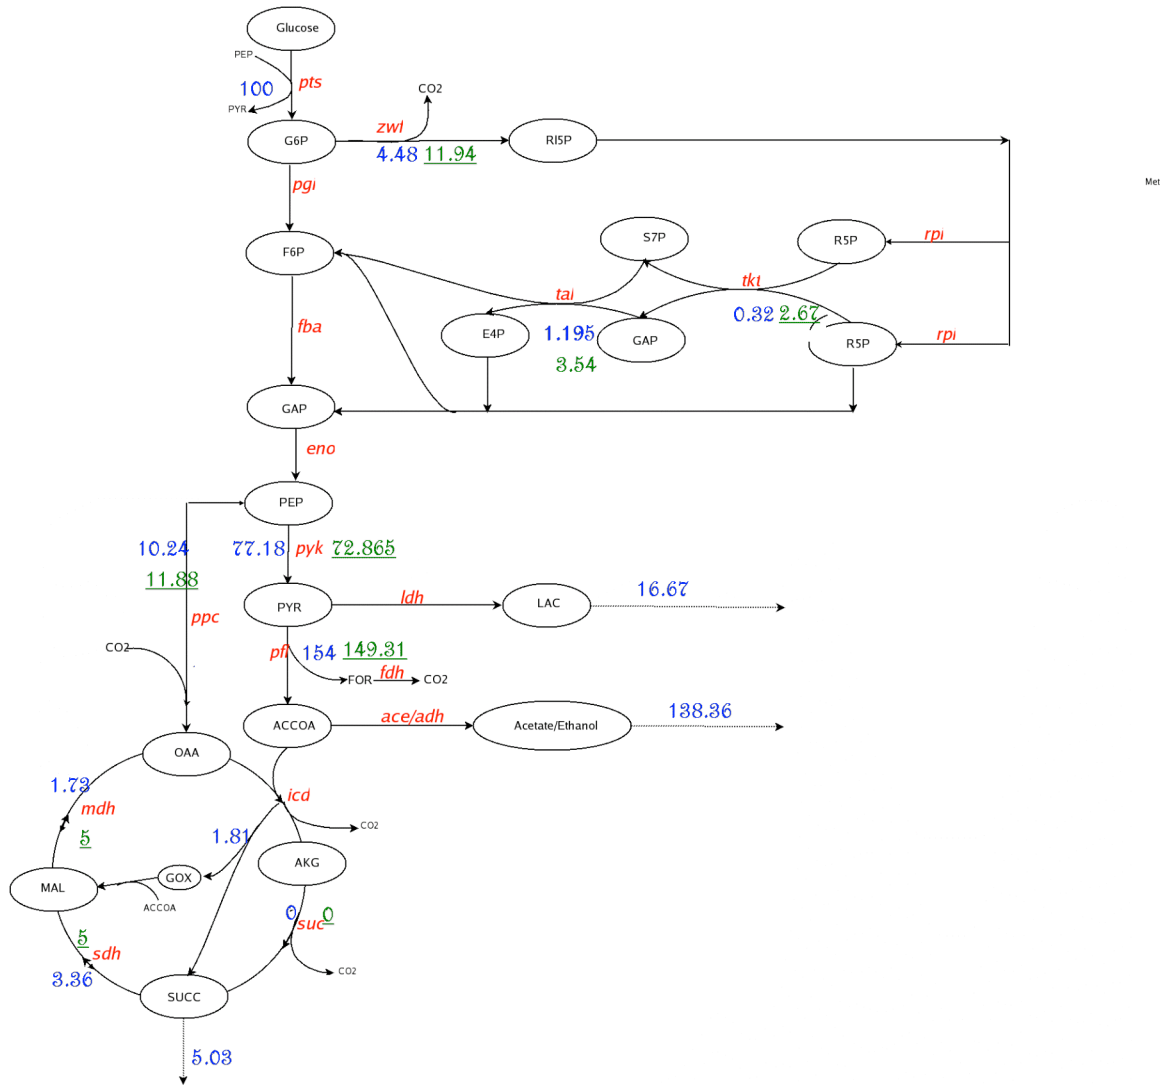 Glucose
PEP
pts
100
CO2
PYR
zwf
G6P
RI5P
4.48 11.94
Met
pgi
S7P
R5P
rpi
F6P
tkt
tal
0.32 2.67
fba
E4P
1.195
GAP
R5P
rpi
3.54
GAP
eno
PEP
10.24
77.18
pyk
72.865
11.88
16.67
PYR
ldh
LAC
ppc
CO2
pfl
154
149.31
FOR
fdh
CO2
138.36
ACCOA
ace/adh
Acetate/Ethanol
OAA
1.73
icd
mdh
CO2
5
1.81
AKG
GOX
MAL
ACCOA
0
suc
0
5
sdh
CO2
3.36
SUCC
5.03